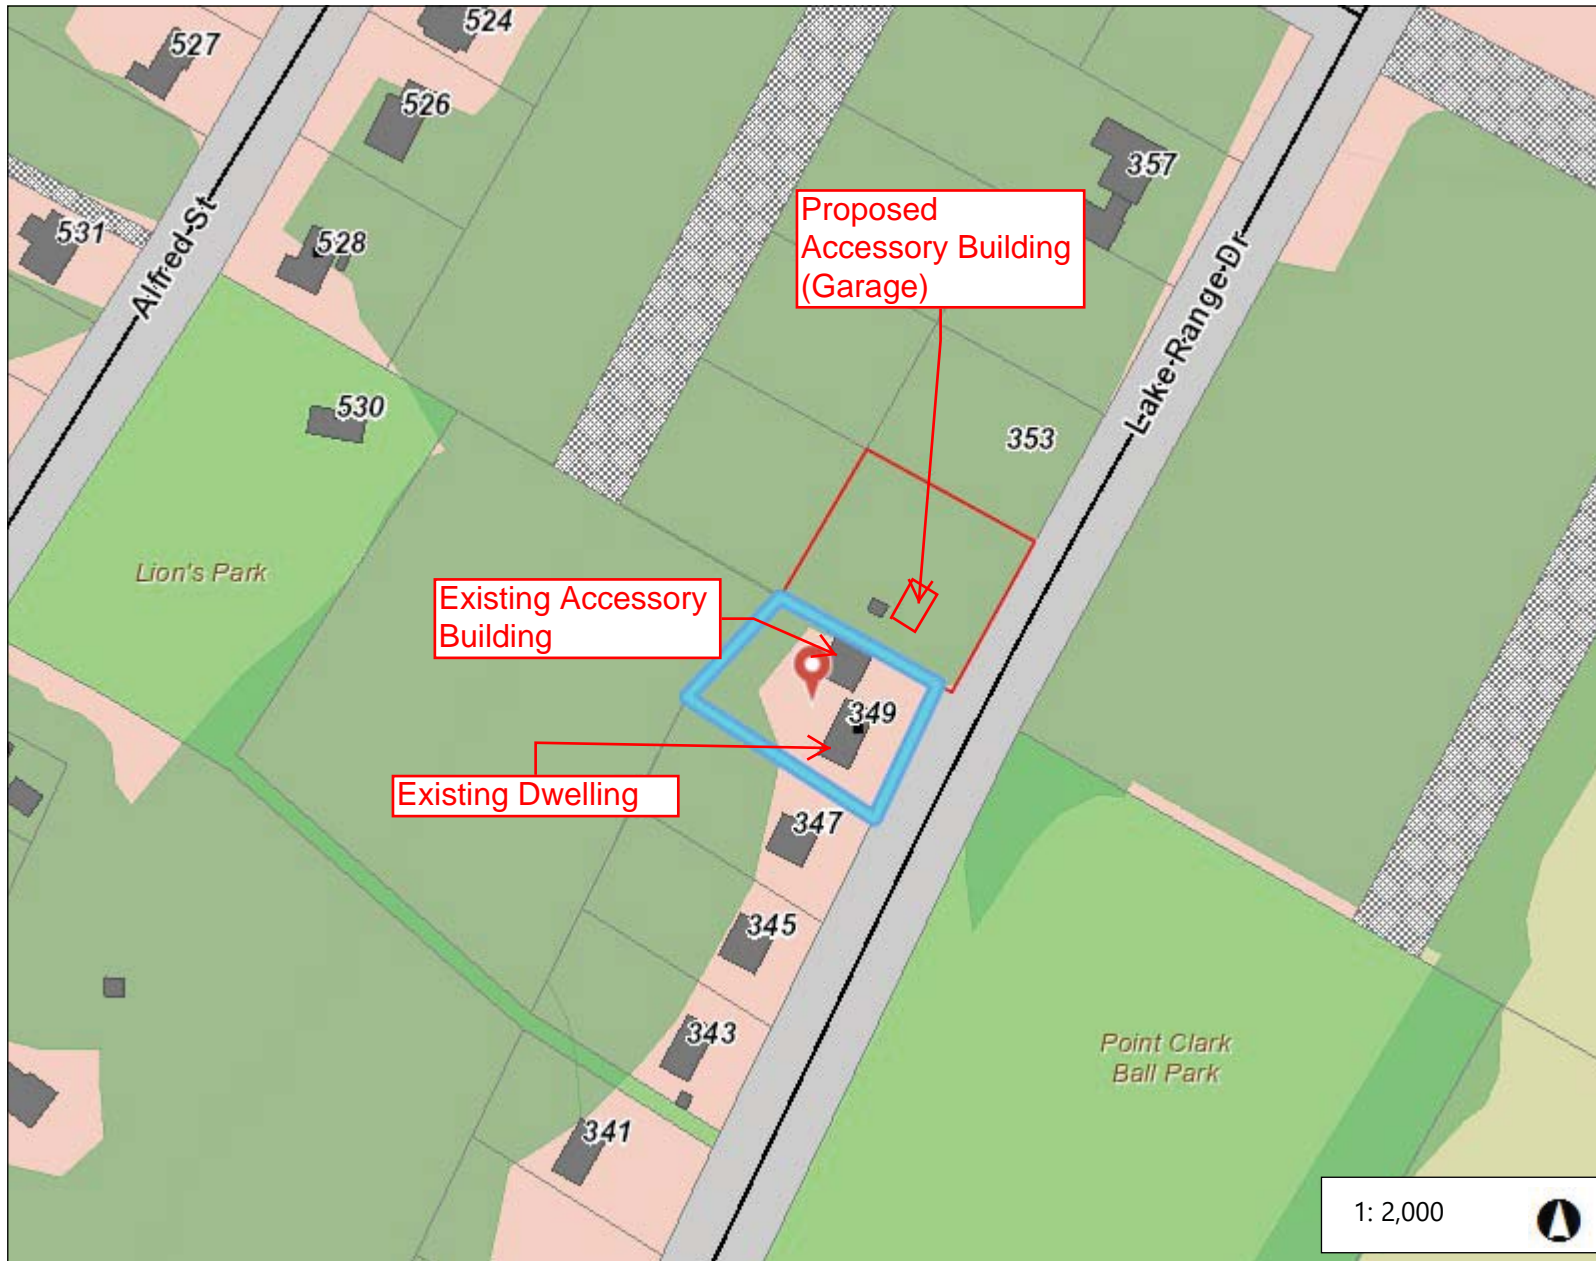 524
527
526
357
Proposed
Accessory Building
(Garage)
531
528
Alfred-St
Lake-Range-Dr
530
353
Lion's Park
Existing Accessory
Building
349
Existing Dwelling
347
345
343
Point Clark
Ball Park
341
1: 2,000